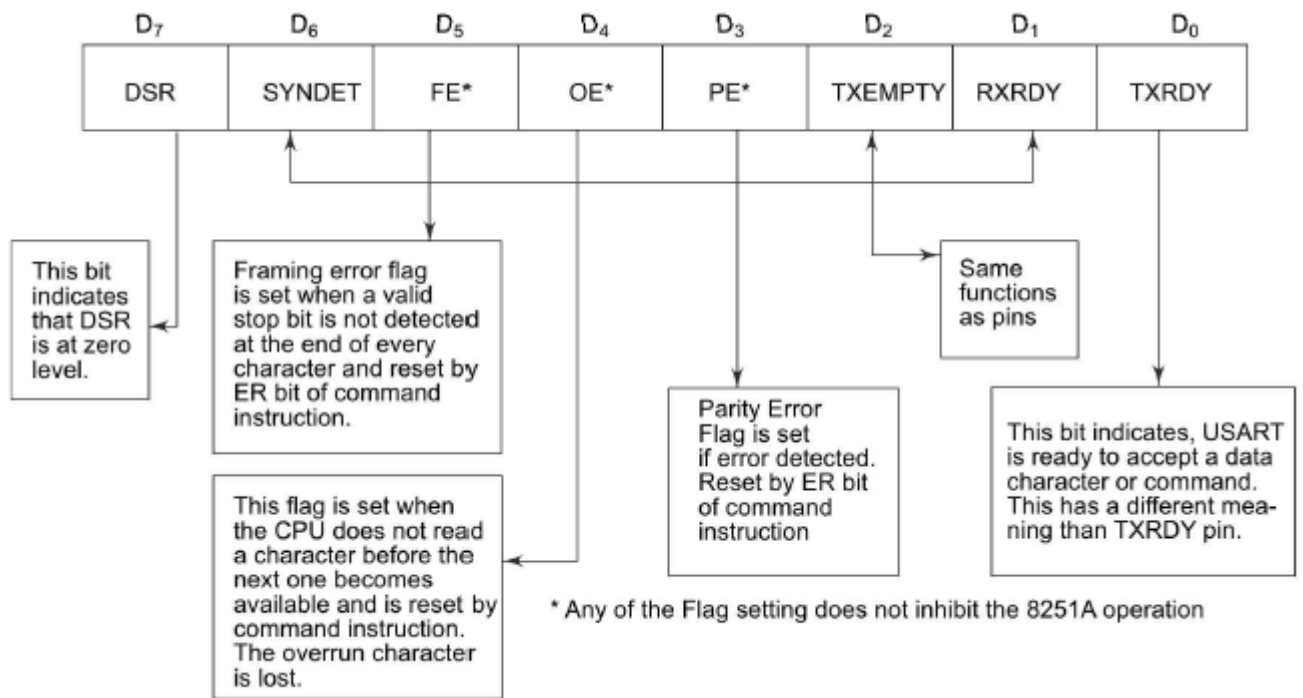 D₇ D₆ D₅ D₄ D₃ D₂ D₁ D₀
DSR SYNDET FE* OE* PE* TXEMPTY RXRDY TXRDY
This bit
indicates
that DSR
is at zero
level.
Framing error flag
is set when a valid
stop bit is not detected
at the end of every
character and reset by
ER bit of command
instruction.
Same
functions
as pins
Parity Error
Flag is set
if error detected.
Reset by ER bit
of command
instruction
This bit indicates, USART
is ready to accept a data
character or command.
This has a different mea-
ning than TXRDY pin.
This flag is set when
the CPU does not read
a character before the
next one becomes
available and is reset by
command instruction.
The overrun character
is lost.
* Any of the Flag setting does not inhibit the 8251A operation